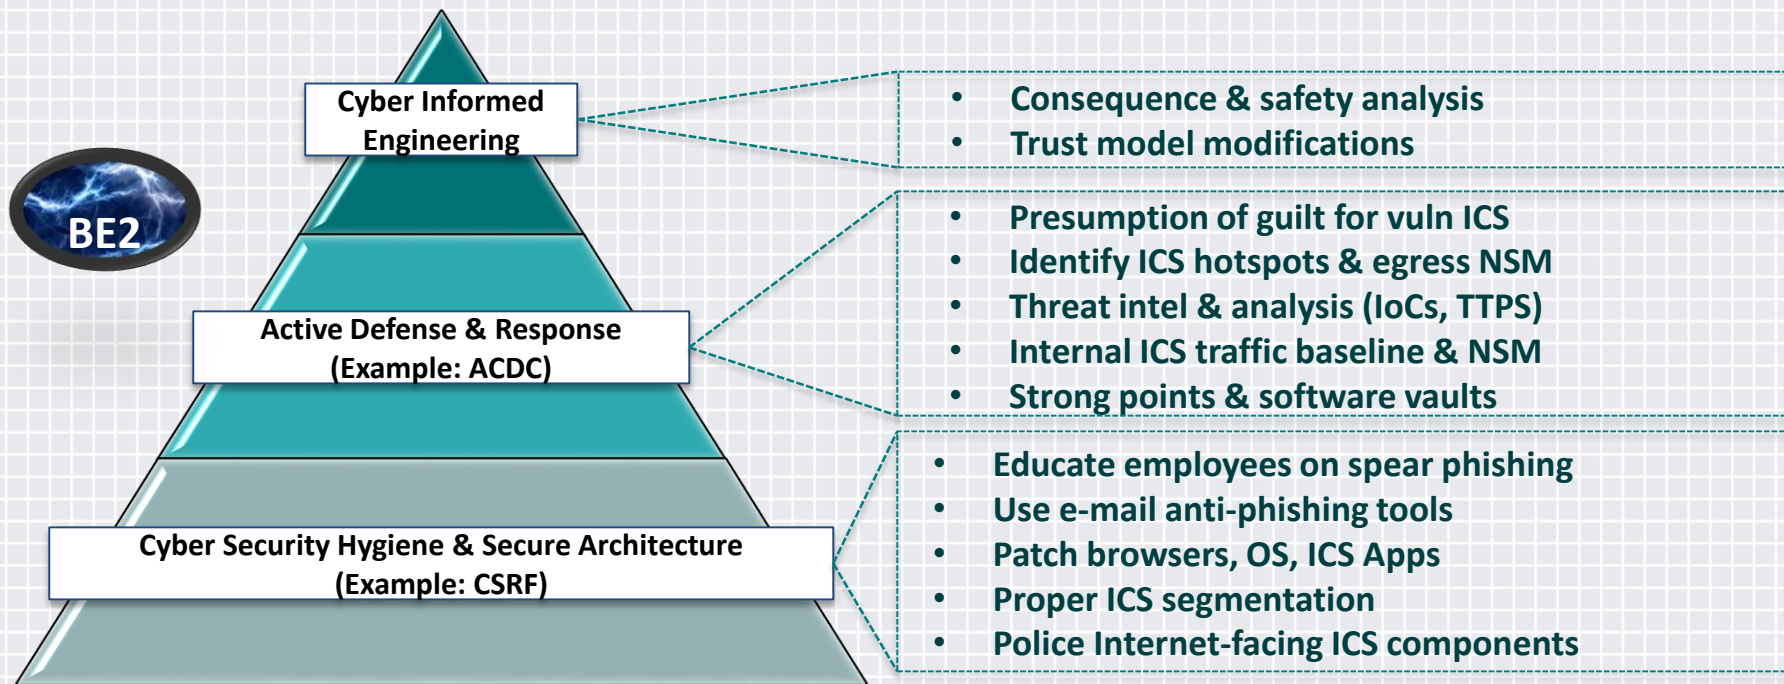 Cyber Informed
Engineering
• Consequence & safety analysis
• Trust model modifications
BE2
Active Defense & Response
(Example: ACDC)
• Presumption of guilt for vuln ICS
• Identify ICS hotspots & egress NSM
• Threat intel & analysis (IoCs, TTPS)
• Internal ICS traffic baseline & NSM
• Strong points & software vaults
Cyber Security Hygiene & Secure Architecture
(Example: CSRF)
• Educate employees on spear phishing
• Use e-mail anti-phishing tools
• Patch browsers, OS, ICS Apps
• Proper ICS segmentation
• Police Internet-facing ICS components